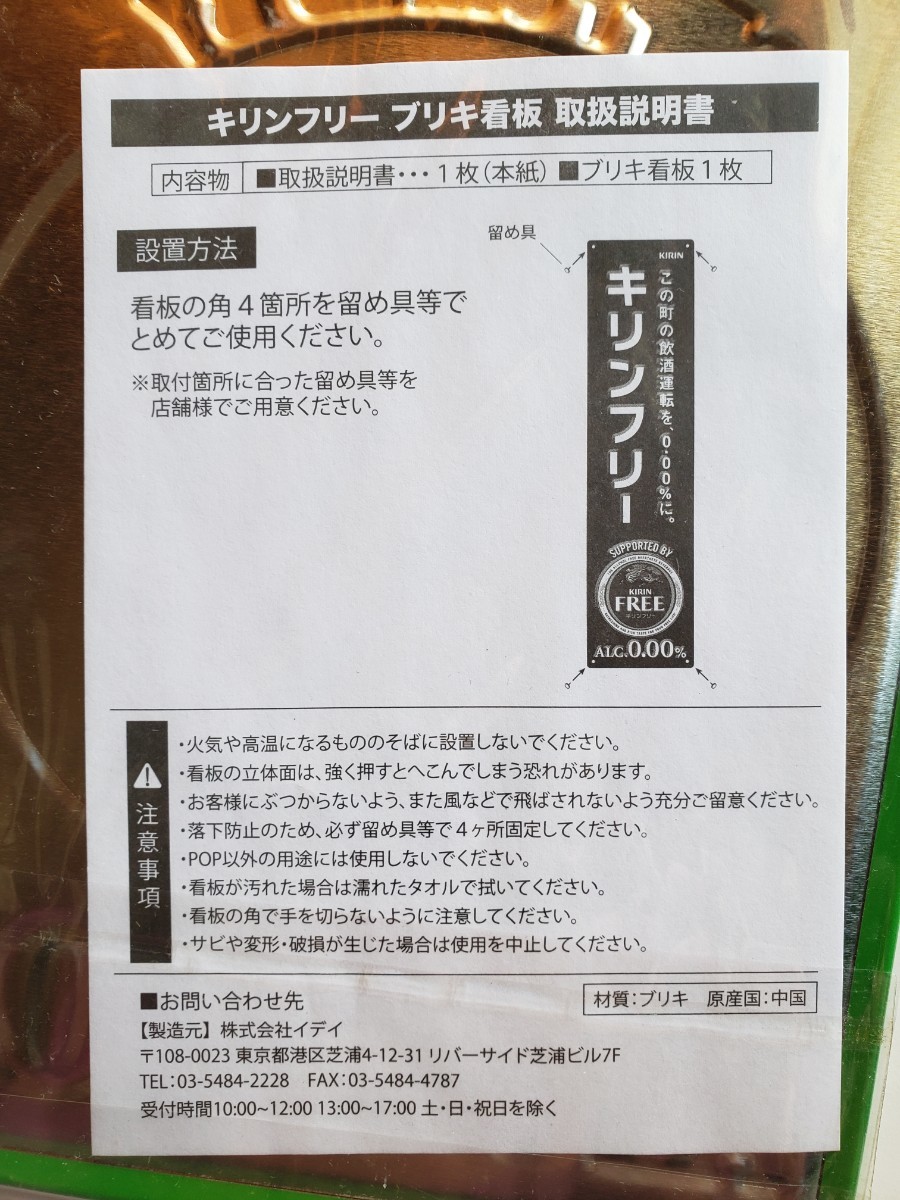 キリンフリー ブリキ看板 取扱説明書
内容物 ■取扱説明書・・・1枚（本紙） ■ブリキ看板1枚
設置方法
看板の角4箇所を留め具等で
とめてご使用ください。
※取付箇所に合った留め具等を
店舗様でご用意ください。
留め具
KIRIN
この町の飲酒運転を、0.00%に。
キリンフリー
SUPPORTED BY
KIRIN
FREE
キリンフリー
ALC.0.00%
注意事項
・火気や高温になるもののそばに設置しないでください。
・看板の立体面は、強く押すとへこんでしまう恐れがあります。
・お客様にぶつからないよう、また風などで飛ばされないよう充分ご留意ください。
・落下防止のため、必ず留め具等で4ヶ所固定してください。
・POP以外の用途には使用しないでください。
・看板が汚れた場合は濡れたタオルで拭いてください。
・看板の角で手を切らないように注意してください。
・サビや変形・破損が生じた場合は使用を中止してください。
■お問い合わせ先
材質：ブリキ 原産国：中国
【製造元】株式会社イデイ
〒108-0023 東京都港区芝浦4-12-31 リバーサイド芝浦ビル7F
TEL：03-5484-2228 FAX：03-5484-4787
受付時間10:00~12:00 13:00~17:00 土・日・祝日を除く